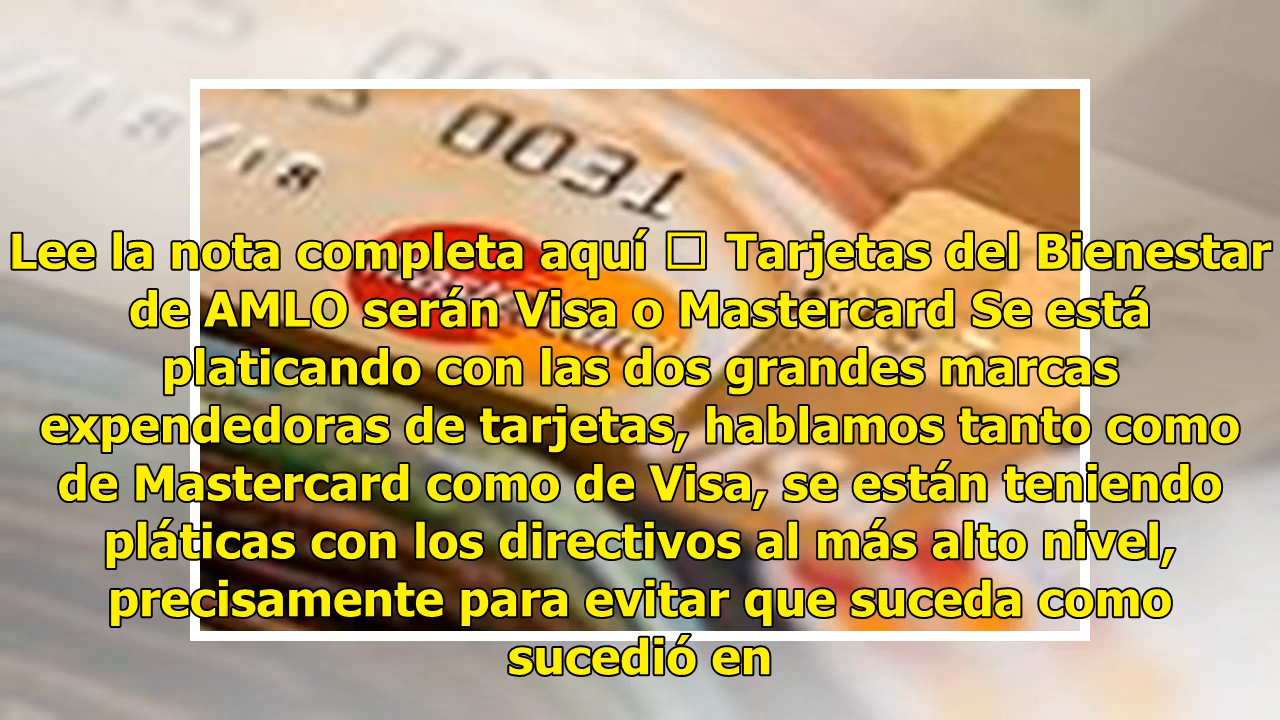 TEOO
/18
Lee la nota completa aquí □ Tarjetas del Bienestar
de AMLO serán Visa o Mastercard Se está
platicando con las dos grandes marcas
expendedoras de tarjetas, hablamos tanto como
de Mastercard como de Visa, se están teniendo
pláticas con los directivos al más alto nivel,
precisamente para evitar que suceda como
sucedió en